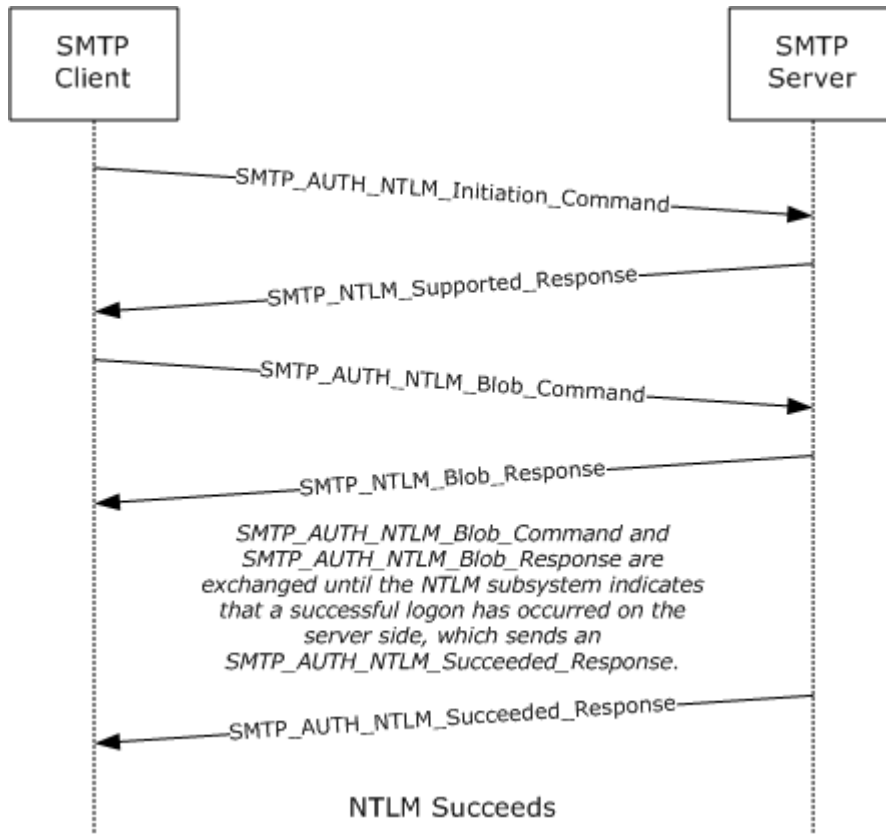 SMTP
Client
SMTP
Server
SMTP_AUTH_NTLM_Initiation_Command
SMTP_NTLM_Supported_Response
SMTP_AUTH_NTLM_Blob_Command
SMTP_NTLM_Blob_Response
SMTP_AUTH_NTLM_Blob_Command and
SMTP_AUTH_NTLM_Blob_Response are
exchanged until the NTLM subsystem indicates
that a successful logon has occurred on the
server side, which sends an
SMTP_AUTH_NTLM_Succeeded_Response.
SMTP_AUTH_NTLM_Succeeded_Response
NTLM Succeeds